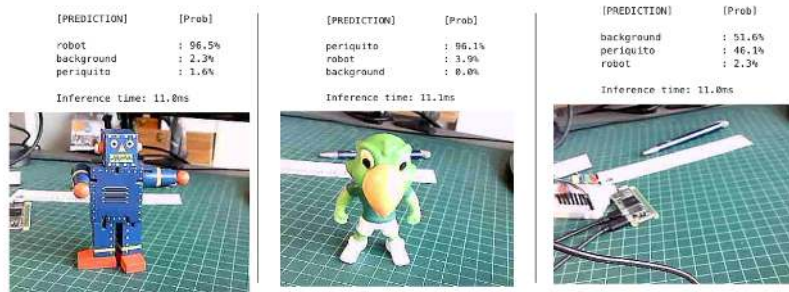 [PREDICTION] [Prob]
robot : 96.5%
background : 2.3%
periquito : 1.6%
Inference time: 11.0ms
[PREDICTION] [Prob]
periquito : 96.1%
robot : 3.9%
background : 0.0%
Inference time: 11.1ms
[PREDICTION] [Prob]
background : 51.6%
periquito : 46.1%
robot : 2.3%
Inference time: 11.0ms